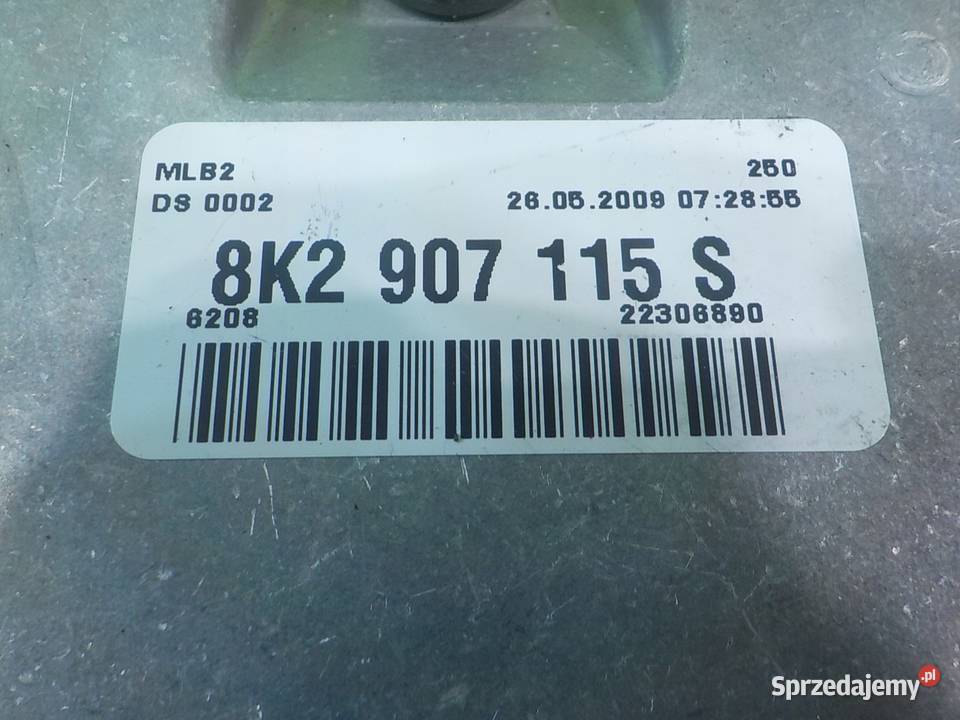 MLB2 250
DS 0002 26.05.2009 07:28:55
8K2 907 115 S
6208 22306890
Sprzedajemy.pl